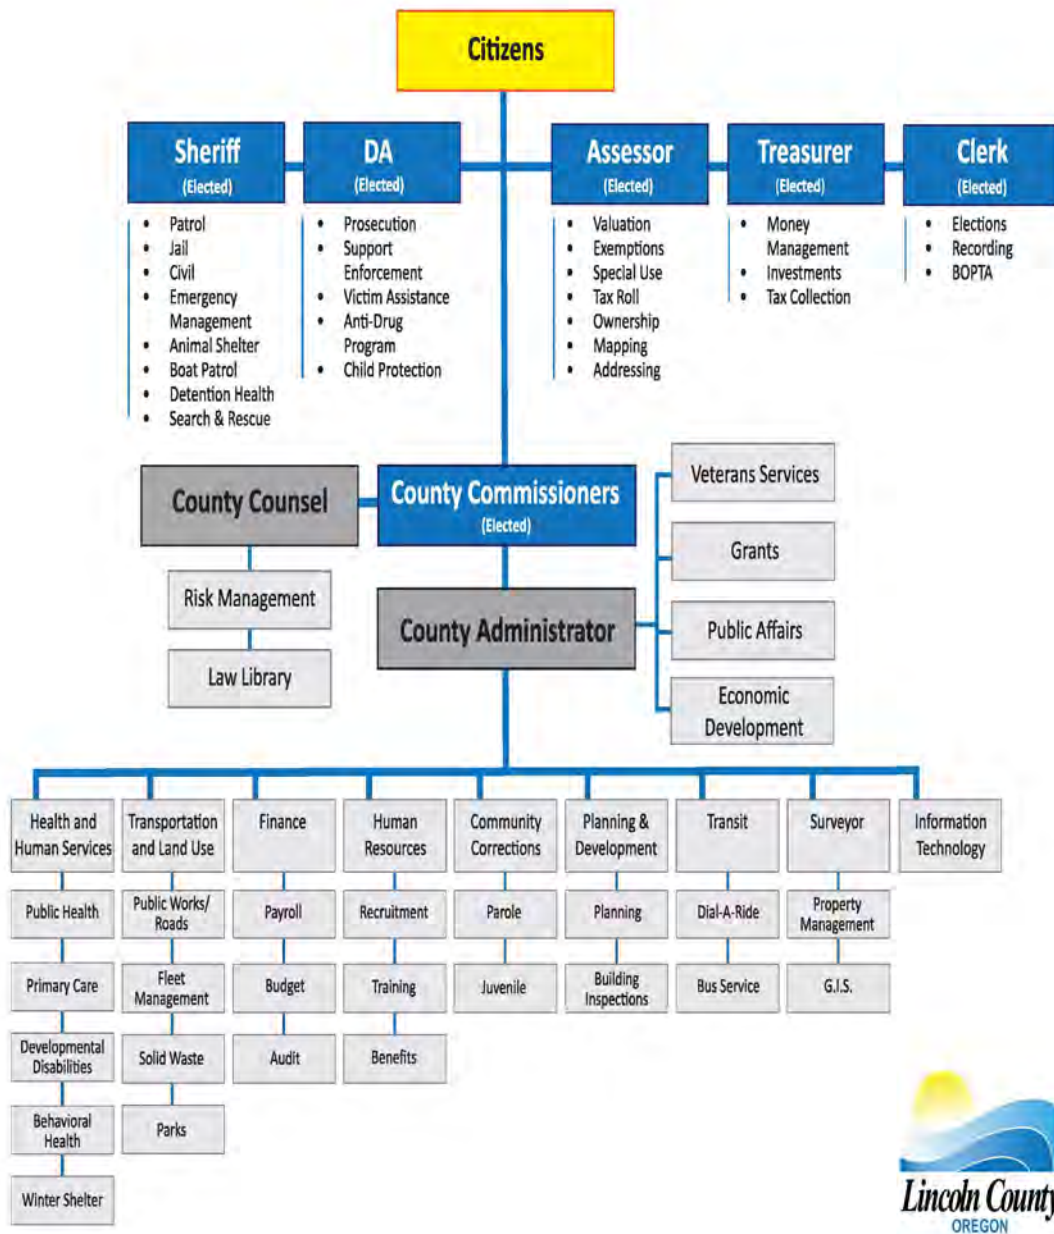 Citizens
Sheriff
(Elected)
• Patrol
• Jail
• Civil
• Emergency
Management
• Animal Shelter
• Boat Patrol
• Detention Health
• Search & Rescue
DA
(Elected)
• Prosecution
• Support
Enforcement
• Victim Assistance
• Anti-Drug
Program
• Child Protection
Assessor
(Elected)
• Valuation
• Exemptions
• Special Use
• Tax Roll
• Ownership
• Mapping
• Addressing
Treasurer
(Elected)
• Money
Management
• Investments
• Tax Collection
Clerk
(Elected)
• Elections
• Recording
• BOPTA
County Counsel
Risk Management
Law Library
County Commissioners
(Elected)
County Administrator
Veterans Services
Grants
Public Affairs
Economic
Development
Health and
Human Services
Public Health
Primary Care
Developmental
Disabilities
Behavioral
Health
Winter Shelter
Transportation
and Land Use
Public Works/
Roads
Fleet
Management
Solid Waste
Parks
Finance
Payroll
Budget
Audit
Human
Resources
Recruitment
Training
Benefits
Community
Corrections
Parole
Juvenile
Planning &
Development
Planning
Building
Inspections
Transit
Dial-A-Ride
Bus Service
Surveyor
Property
Management
G.I.S.
Information
Technology
Lincoln County
OREGON